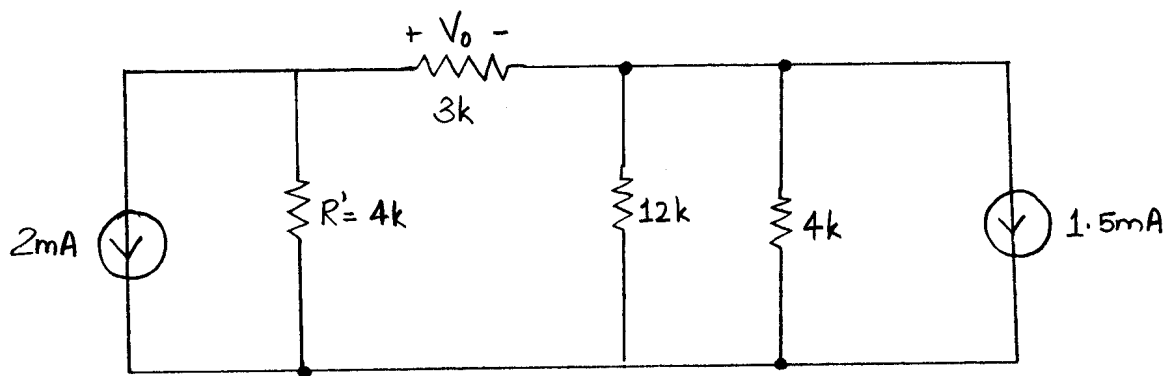 + V₀ -
3k
2mA
R'= 4k
12k
4k
1.5mA